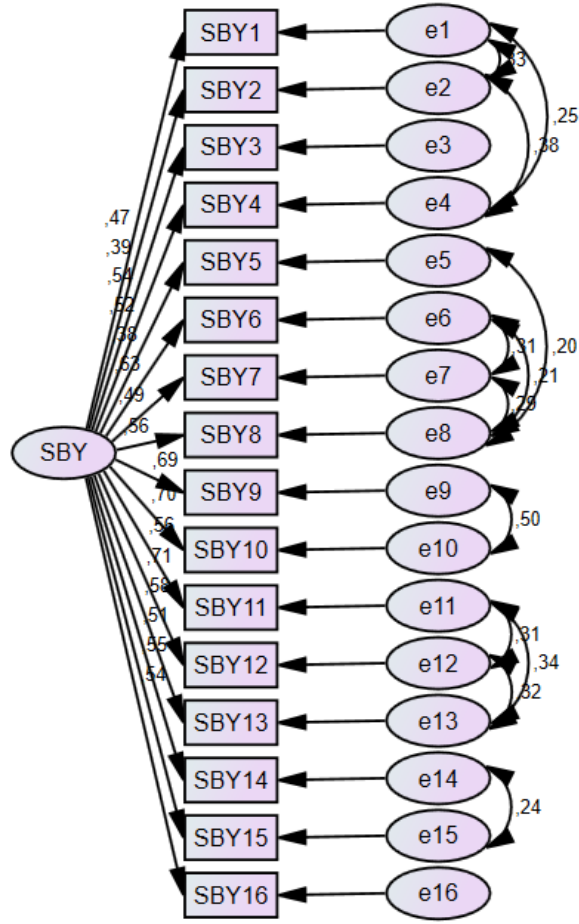 SBY1
e1
,33
SBY2
e2
,25
,38
SBY3
e3
SBY4
e4
,47
,39
,54
,52
,38
,63
,49
,56
,69
,70
,56
,71
,58
,51
,55
,54
SBY5
e5
SBY6
e6
,31
,20
,21
SBY7
e7
,29
SBY8
e8
SBY
SBY9
e9
,50
SBY10
e10
SBY11
e11
,31
,34
SBY12
e12
,32
SBY13
e13
SBY14
e14
,24
SBY15
e15
SBY16
e16